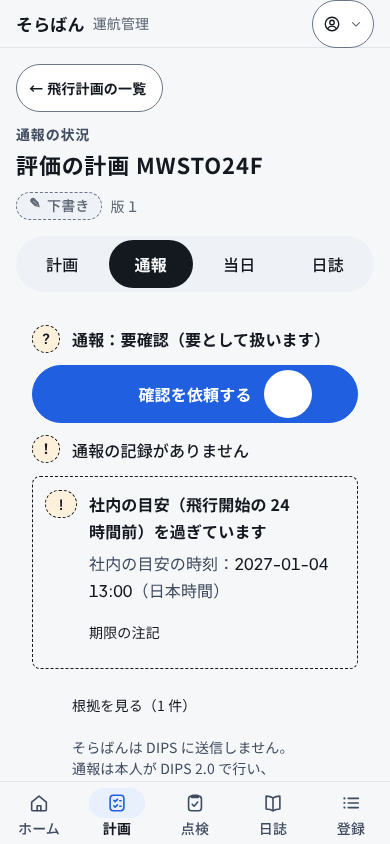 そらばん 運航管理
← 飛行計画の一覧
通報の状況
評価の計画 MWSTO24F
✎ 下書き 版 1
計画 通報 当日 日誌
? 通報：要確認（要として扱います）
確認を依頼する
! 通報の記録がありません
! 社内の目安（飛行開始の 24
時間前）を過ぎています
社内の目安の時刻：2027-01-04
13:00（日本時間）
期限の注記
根拠を見る（1 件）
そらばんは DIPS に送信しません。
通報は本人が DIPS 2.0 で行い、
ホーム 計画 点検 日誌 登録